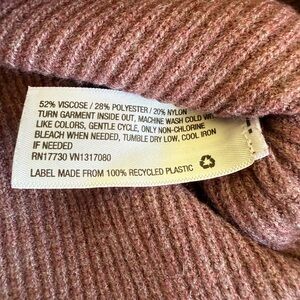 52% VISCOSE / 28% POLYESTER / 20% NYLON
TURN GARMENT INSIDE OUT, MACHINE WASH COLD WITH
LIKE COLORS, GENTLE CYCLE, ONLY NON-CHLORINE
BLEACH WHEN NEEDED, TUMBLE DRY LOW, COOL IRON
IF NEEDED
RN17730 VN1317080
LABEL MADE FROM 100% RECYCLED PLASTIC